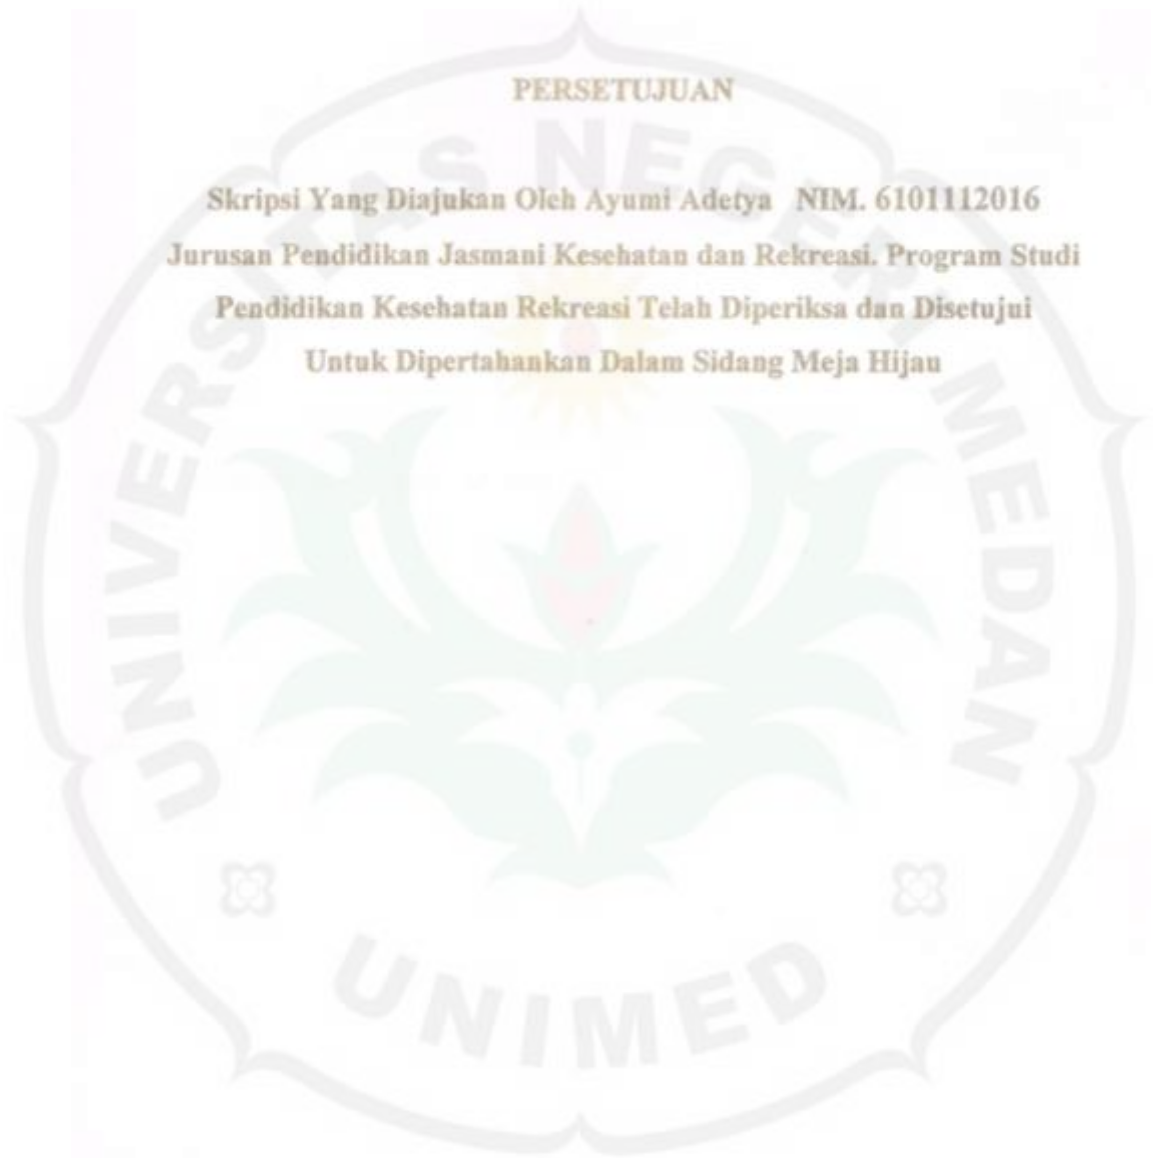 PERSETUJUAN
Skripsi Yang Diajukan Oleh Ayumi Adetya NIM. 6101112016
Jurusan Pendidikan Jasmani Kesehatan dan Rekreasi. Program Studi
Pendidikan Kesehatan Rekreasi Telah Diperiksa dan Disetujui
Untuk Dipertahankan Dalam Sidang Meja Hijau
UNIVERSITAS NEGERI MEDAN
UNIMED